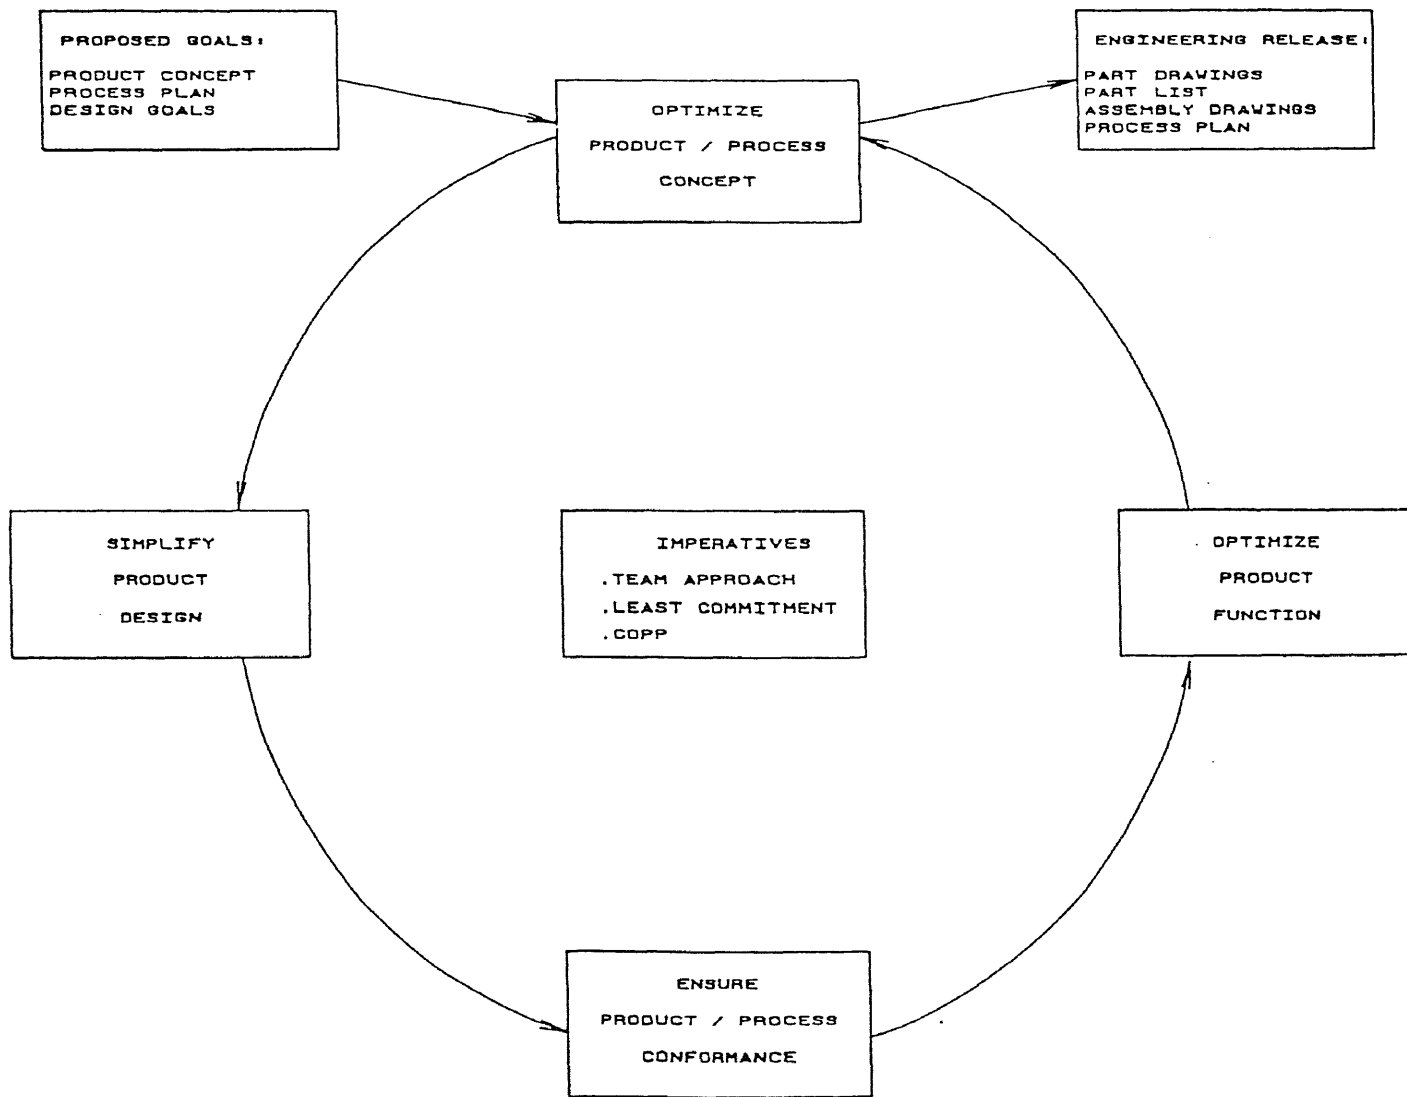 PROPOSED GOALS:
PRODUCT CONCEPT
PROCESS PLAN
DESIGN GOALS
OPTIMIZE
PRODUCT / PROCESS
CONCEPT
ENGINEERING RELEASE:
PART DRAWINGS
PART LIST
ASSEMBLY DRAWINGS
PROCESS PLAN
SIMPLIFY
PRODUCT
DESIGN
IMPERATIVES
.TEAM APPROACH
.LEAST COMMITMENT
.COPP
OPTIMIZE
PRODUCT
FUNCTION
ENSURE
PRODUCT / PROCESS
CONFORMANCE